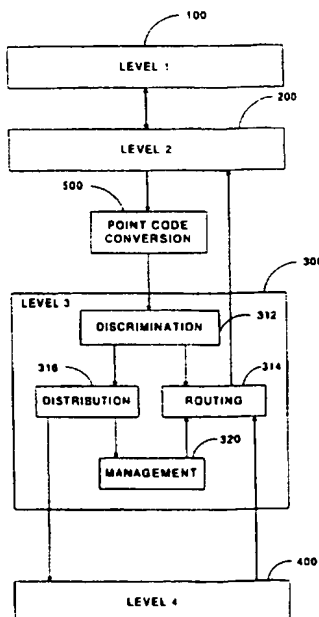 100
LEVEL 1
200
LEVEL 2
500
POINT CODE
CONVERSION
300
LEVEL 3
DISCRIMINATION
312
316
314
DISTRIBUTION
ROUTING
320
MANAGEMENT
400
LEVEL 4